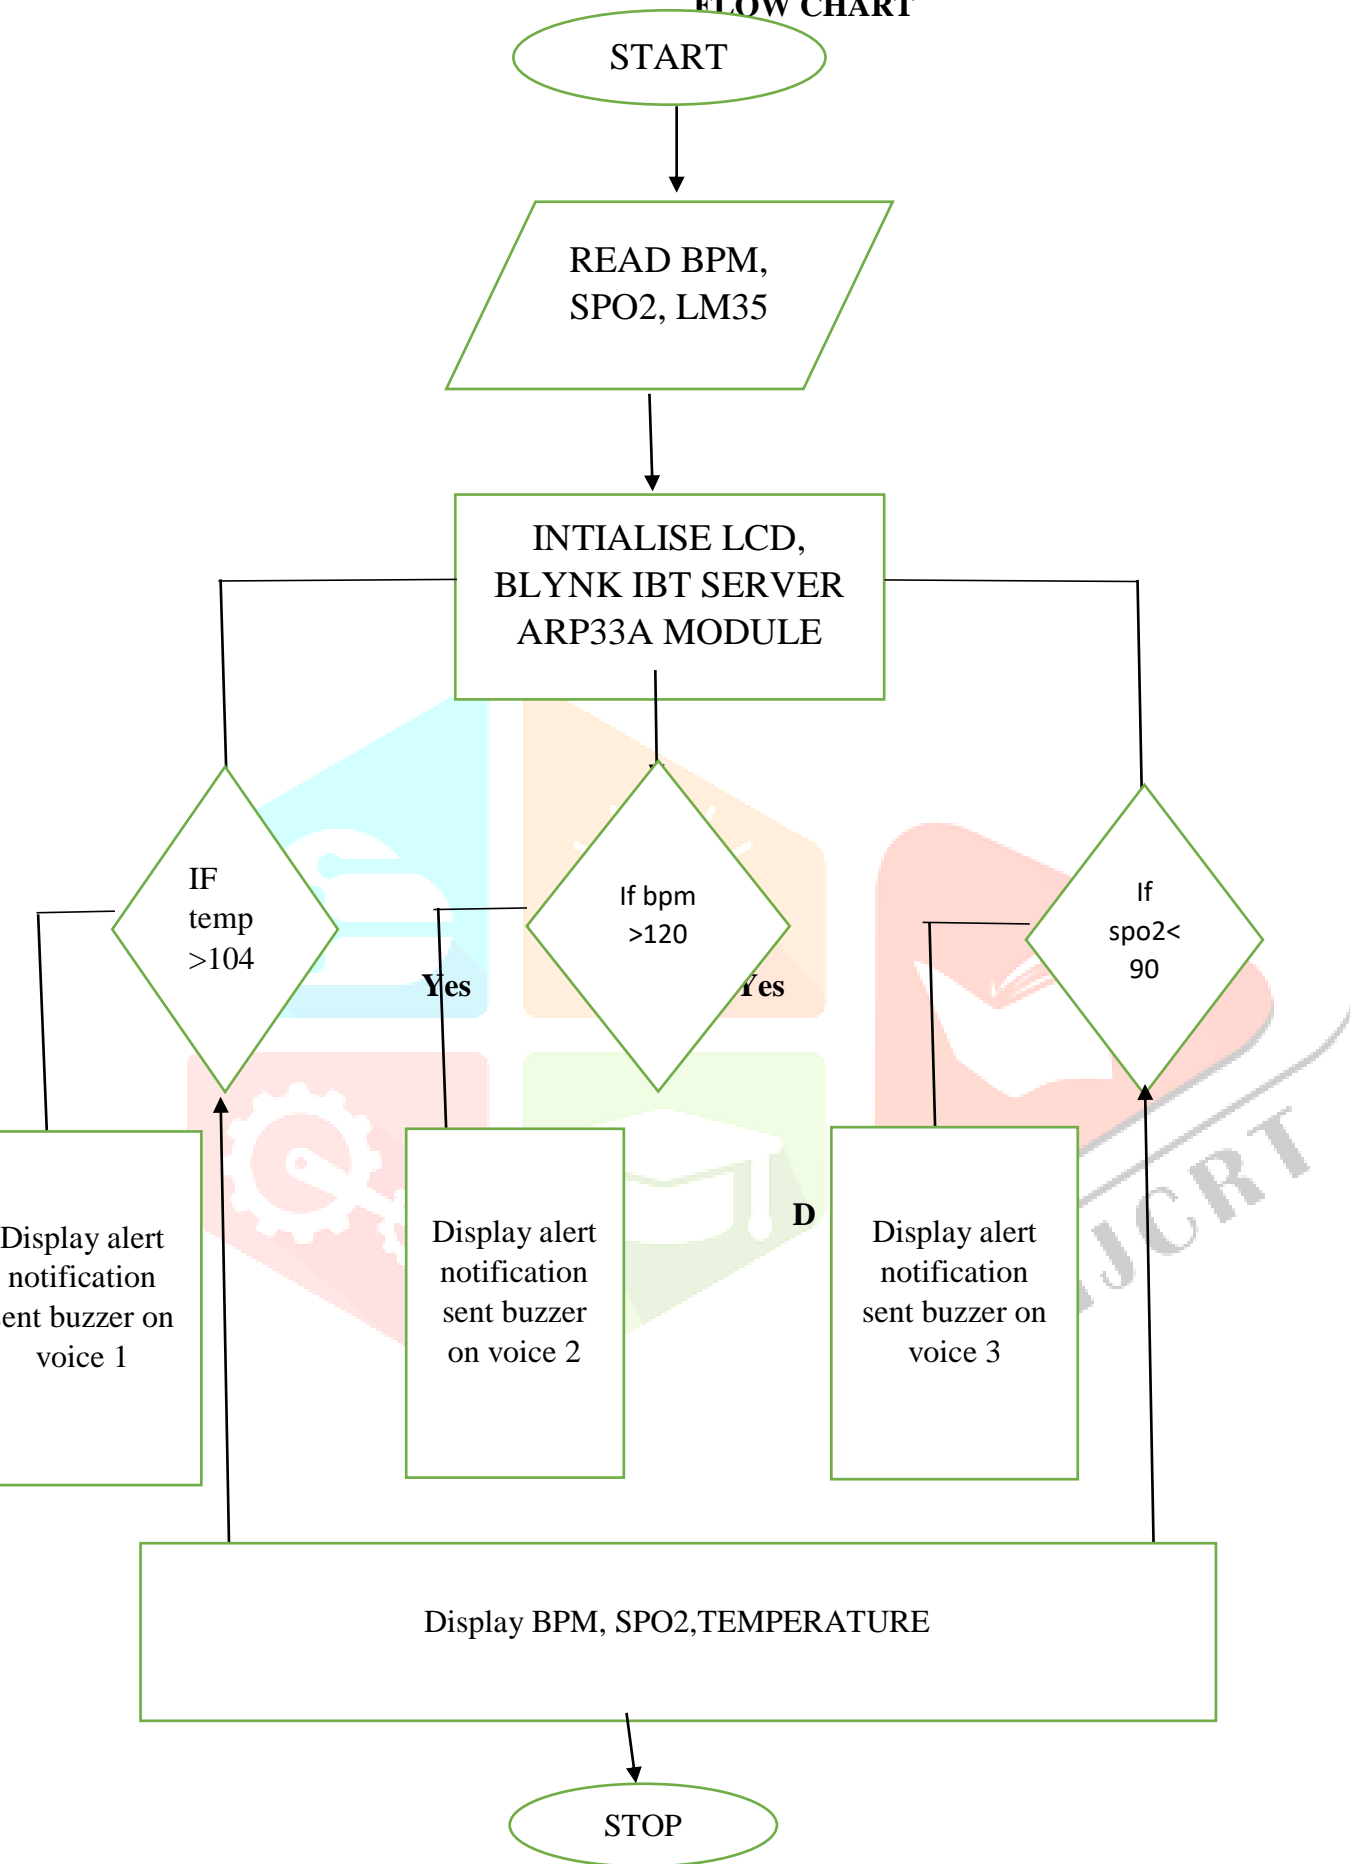 FLOW CHART
START
READ BPM,
SPO2, LM35
INTIALISE LCD,
BLYNK IBT SERVER
ARP33A MODULE
IF
temp
>104
If bpm
>120
If
spo2<
90
Yes
Yes
Display alert
notification
sent buzzer on
voice 1
Display alert
notification
sent buzzer
on voice 2
D
Display alert
notification
sent buzzer on
voice 3
IJCRT
Display BPM, SPO2,TEMPERATURE
STOP